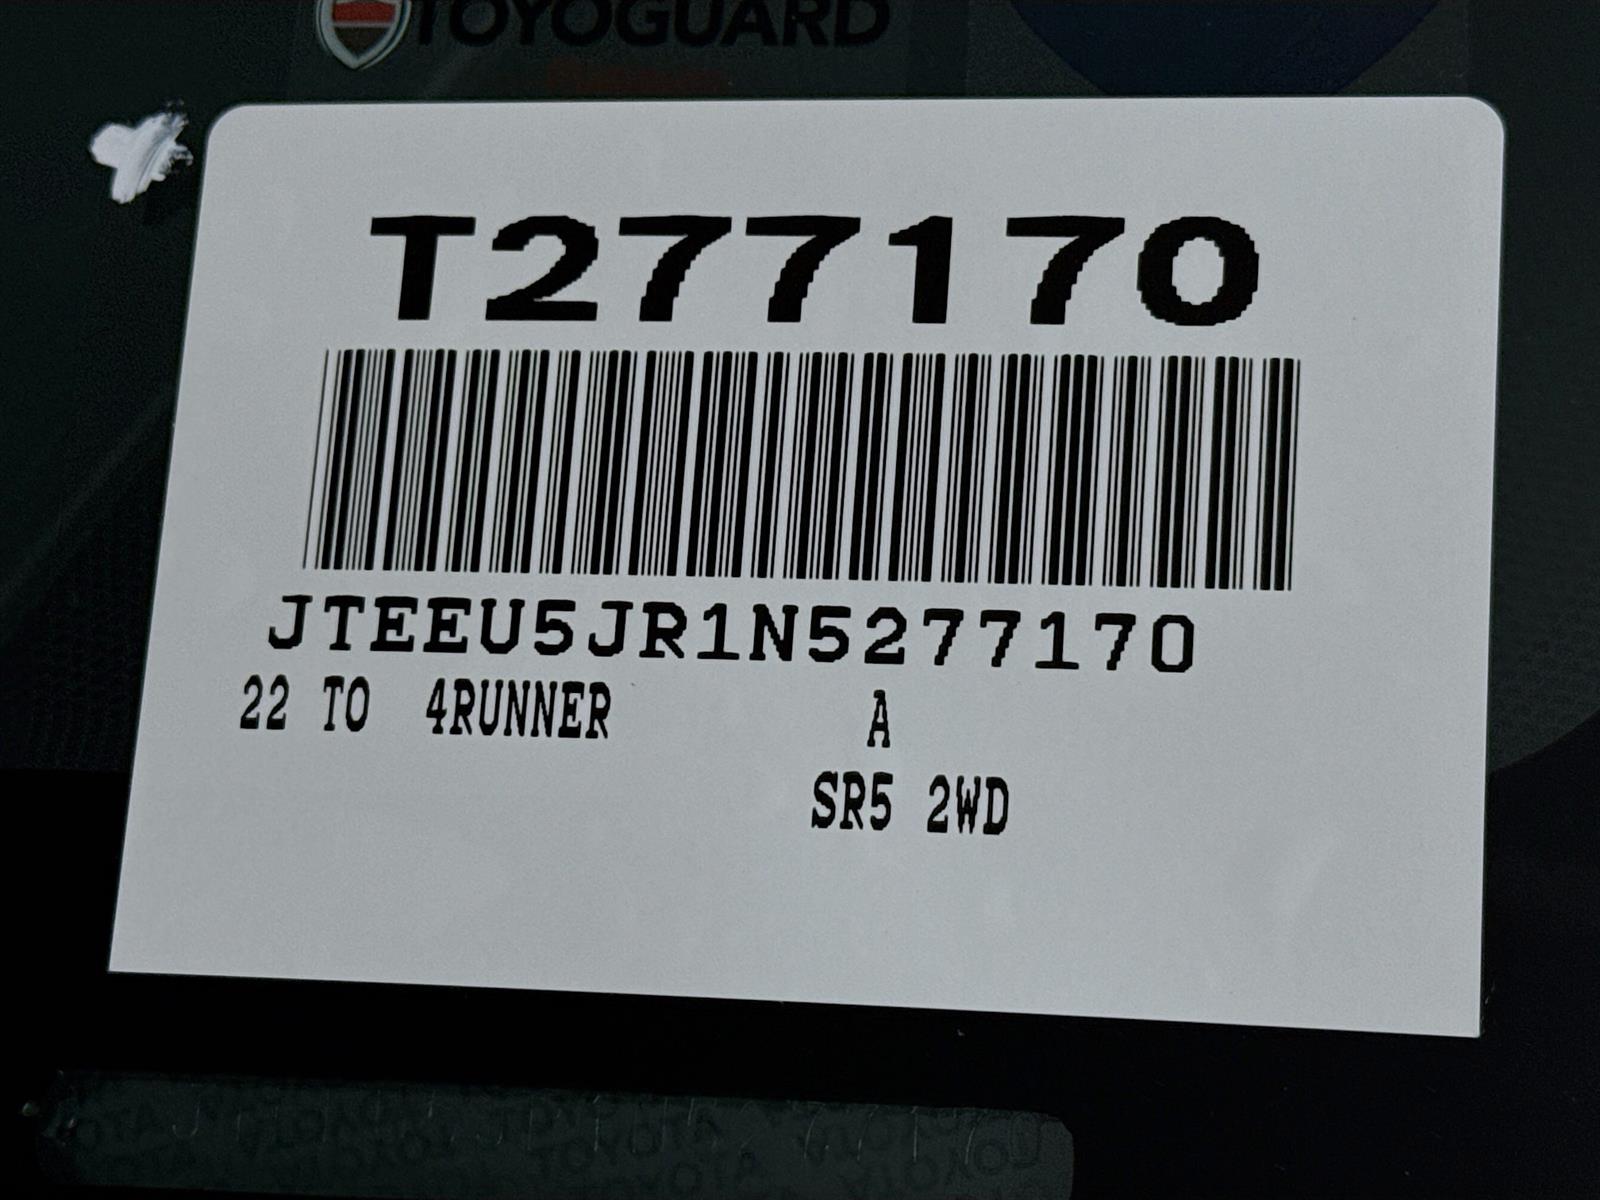 TOYOGUARD
T277170
JTEEU5JR1N5277170
22 TO 4RUNNER A
SR5 2WD